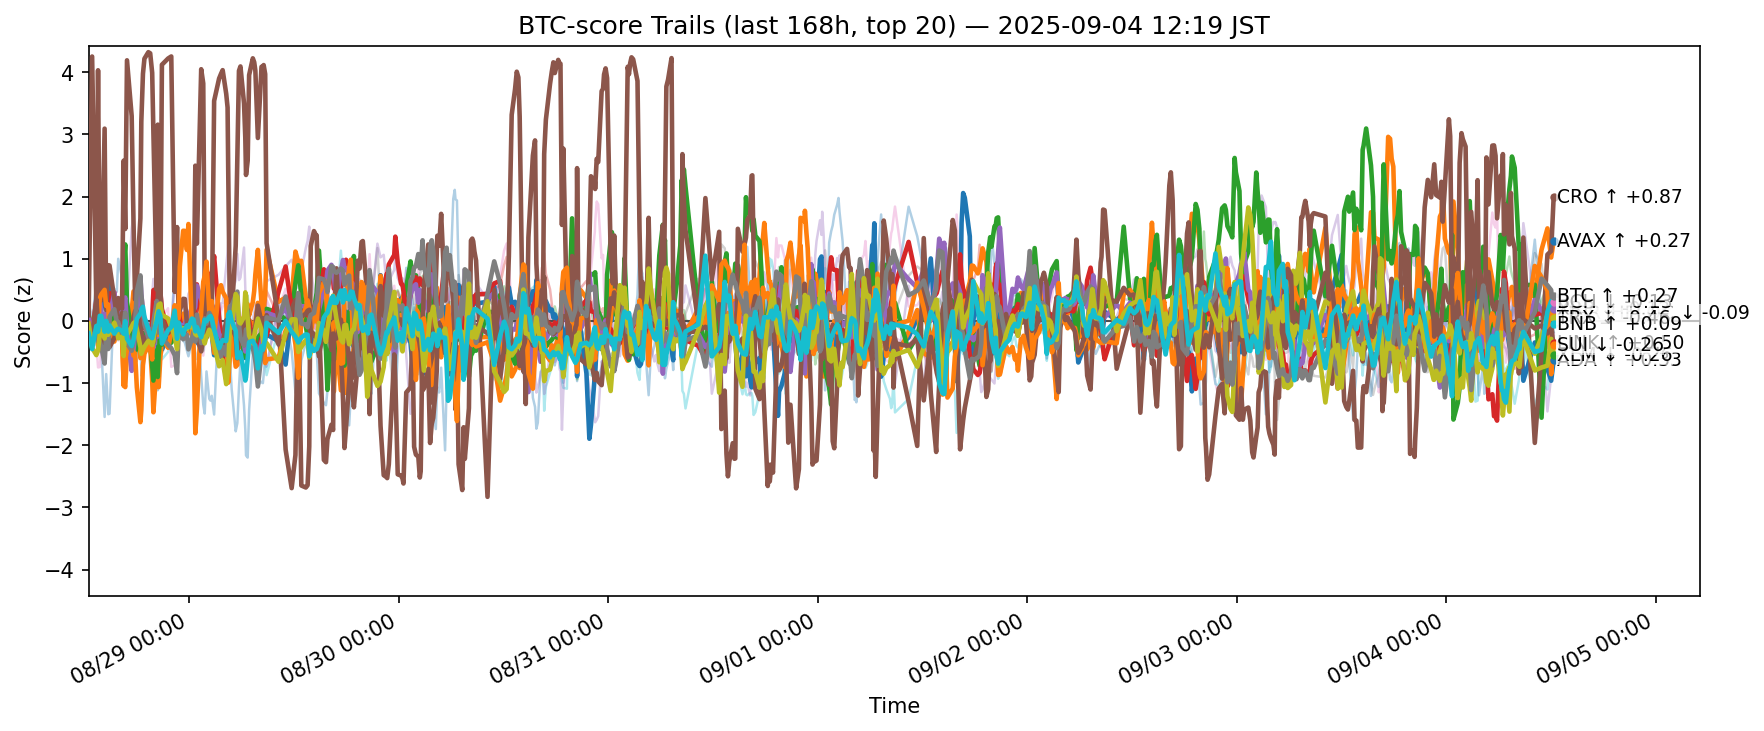 BTC-score Trails (last 168h, top 20) — 2025-09-04 12:19 JST
Score (z)
4
3
2
1
0
−1
−2
−3
−4
CRO ↑ +0.87
AVAX ↑ +0.27
BTC ↑ +0.27
↓ -0.09
BNB ↑ +0.09
SUI ↓ -0.26
08/29 00:00
08/30 00:00
08/31 00:00
09/01 00:00
09/02 00:00
09/03 00:00
09/04 00:00
09/05 00:00
Time